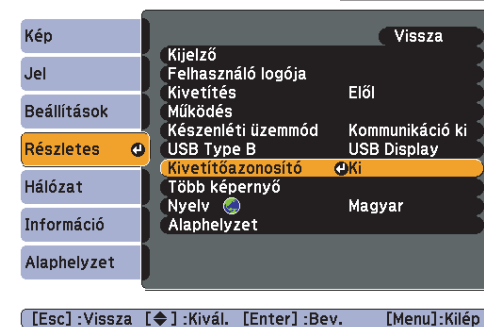 Kép
Jel
Beállítások
Részletes
Hálózat
Információ
Alaphelyzet
Vissza
Kijelző
Felhasználó logója
Kivetítés Elől
Működés
Készenléti üzemmód Kommunikáció ki
USB Type B USB Display
Kivetítőazonosító Ki
Több képernyő
Nyelv Magyar
Alaphelyzet
[Esc] :Vissza [◆] :Kivál. [Enter] :Bev. [Menu]:Kilép